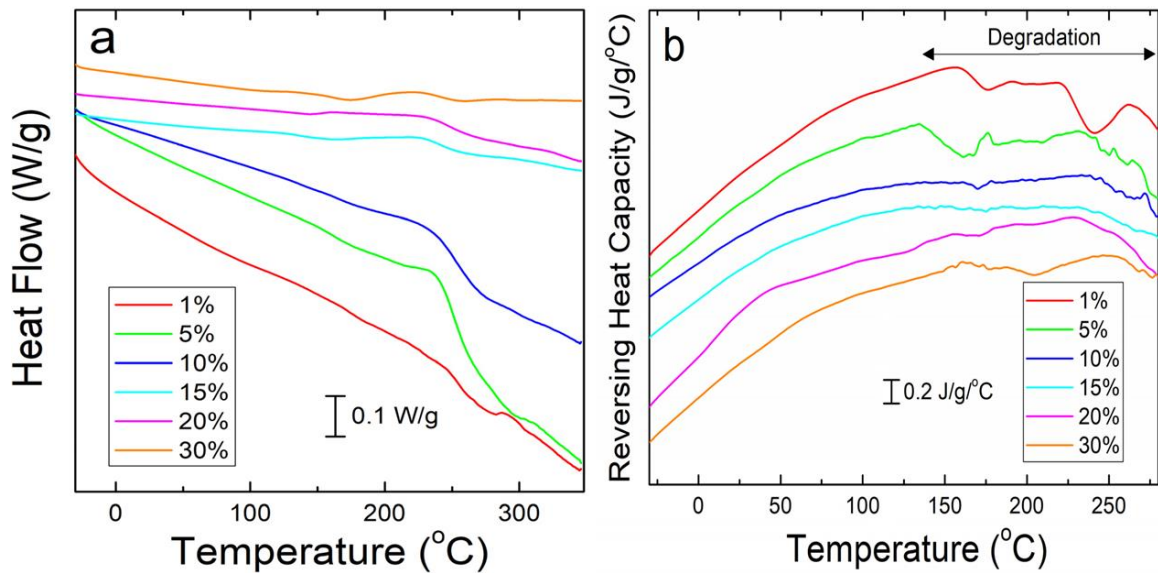 a
Heat Flow (W/g)
1%
5%
10%
15%
20%
30%
0.1 W/g
0 100 200 300
Temperature (°C)
b
Degradation
Reversing Heat Capacity (J/g/°C)
0.2 J/g/°C
1%
5%
10%
15%
20%
30%
0 50 100 150 200 250
Temperature (°C)